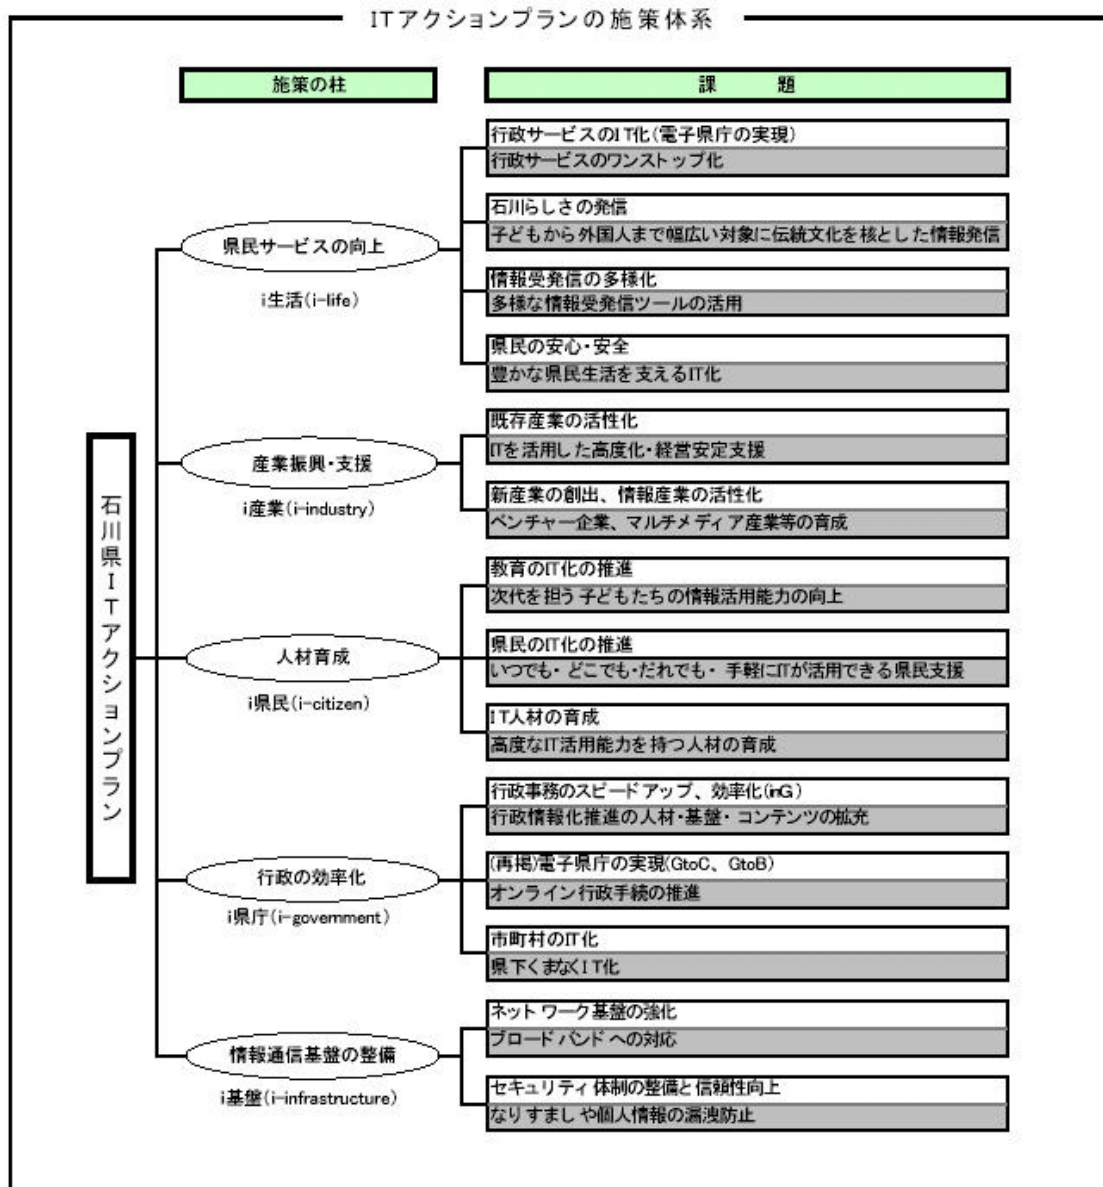 ITアクションプランの施策体系
施策の柱
課 題
石川県ITアクションプラン
県民サービスの向上
i生活(i-life)
行政サービスのIT化(電子県庁の実現)
行政サービスのワンストップ化
石川らしさの発信
子どもから外国人まで幅広い対象に伝統文化を核とした情報発信
情報受発信の多様化
多様な情報受発信ツールの活用
県民の安心・安全
豊かな県民生活を支えるIT化
産業振興・支援
i産業(i-industry)
既存産業の活性化
ITを活用した高度化・経営安定支援
新産業の創出、情報産業の活性化
ベンチャー企業、マルチメディア産業等の育成
人材育成
i県民(i-citizen)
教育のIT化の推進
次代を担う子どもたちの情報活用能力の向上
県民のIT化の推進
いつでも・どこでも・だれでも・手軽にITが活用できる県民支援
IT人材の育成
高度なIT活用能力を持つ人材の育成
行政の効率化
i県庁(i-government)
行政事務のスピードアップ、効率化(inG)
行政情報化推進の人材・基盤・コンテンツの拡充
(再掲)電子県庁の実現(GtoC、GtoB)
オンライン行政手続の推進
市町村のIT化
県下くまなくIT化
情報通信基盤の整備
i基盤(i-infrastructure)
ネットワーク基盤の強化
ブロードバンドへの対応
セキュリティ体制の整備と信頼性向上
なりすましや個人情報の漏洩防止